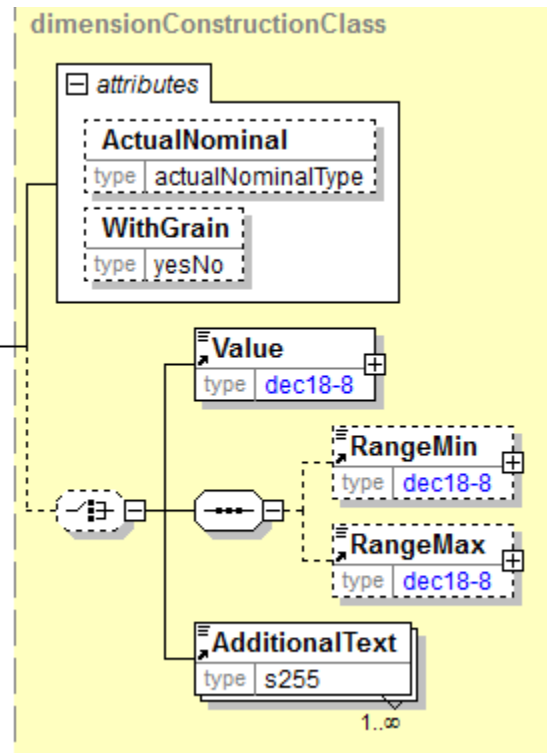 dimensionConstructionClass
attributes
ActualNominal
type actualNominalType
WithGrain
type yesNo
Value
type dec18-8
RangeMin
type dec18-8
RangeMax
type dec18-8
AdditionalText
type s255
1..∞